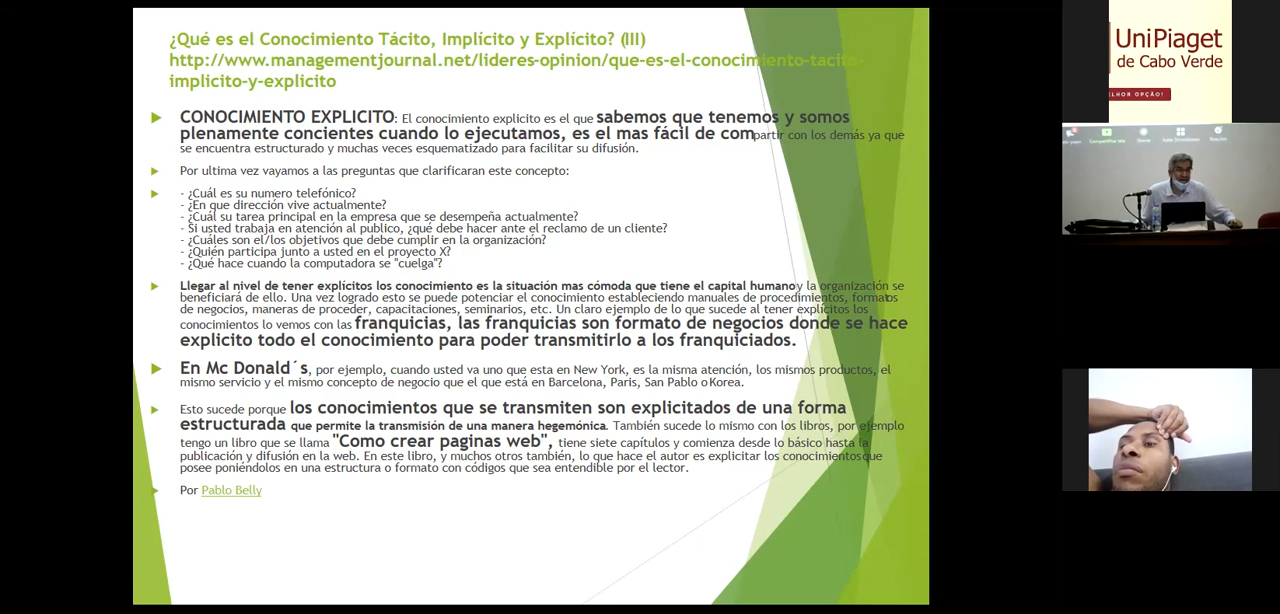 ¿Qué es el Conocimiento Tácito, Implícito y Explícito? (III)
http://www.managementjournal.net/lideres-opinion/que-es-el-conocimiento-tacito-
implicito-y-explicito
CONOCIMIENTO EXPLICITO: El conocimiento explicito es el que sabemos que tenemos y somos
plenamente concientes cuando lo ejecutamos, es el mas fácil de compartir con los demás ya que
se encuentra estructurado y muchas veces esquematizado para facilitar su difusión.
Por ultima vez vayamos a las preguntas que clarificaran este concepto:
- ¿Cuál es su numero telefónico?
- ¿En que dirección vive actualmente?
- ¿Cuál su tarea principal en la empresa que se desempeña actualmente?
- Si usted trabaja en atención al publico, ¿qué debe hacer ante el reclamo de un cliente?
- ¿Cuáles son el/los objetivos que debe cumplir en la organización?
- ¿Quién participa junto a usted en el proyecto X?
- ¿Qué hace cuando la computadora se "cuelga"?
Llegar al nivel de tener explícitos los conocimiento es la situación mas cómoda que tiene el capital humano y la organización se
beneficiará de ello. Una vez logrado esto se puede potenciar el conocimiento estableciendo manuales de procedimientos, formatos
de negocios, maneras de proceder, capacitaciones, seminarios, etc. Un claro ejemplo de lo que sucede al tener explícitos los
conocimientos lo vemos con las franquicias, las franquicias son formato de negocios donde se hace
explicito todo el conocimiento para poder transmitirlo a los franquiciados.
En Mc Donald´s, por ejemplo, cuando usted va uno que esta en New York, es la misma atención, los mismos productos, el
mismo servicio y el mismo concepto de negocio que el que está en Barcelona, Paris, San Pablo o Korea.
Esto sucede porque los conocimientos que se transmiten son explicitados de una forma
estructurada que permite la transmisión de una manera hegemónica. También sucede lo mismo con los libros, por ejemplo
tengo un libro que se llama "Como crear paginas web", tiene siete capítulos y comienza desde lo básico hasta la
publicación y difusión en la web. En este libro, y muchos otros también, lo que hace el autor es explicitar los conocimientos que
posee poniéndolos en una estructura o formato con códigos que sea entendible por el lector.
Por Pablo Belly
UniPiaget
de Cabo Verde
ELHOR OPÇÃO!